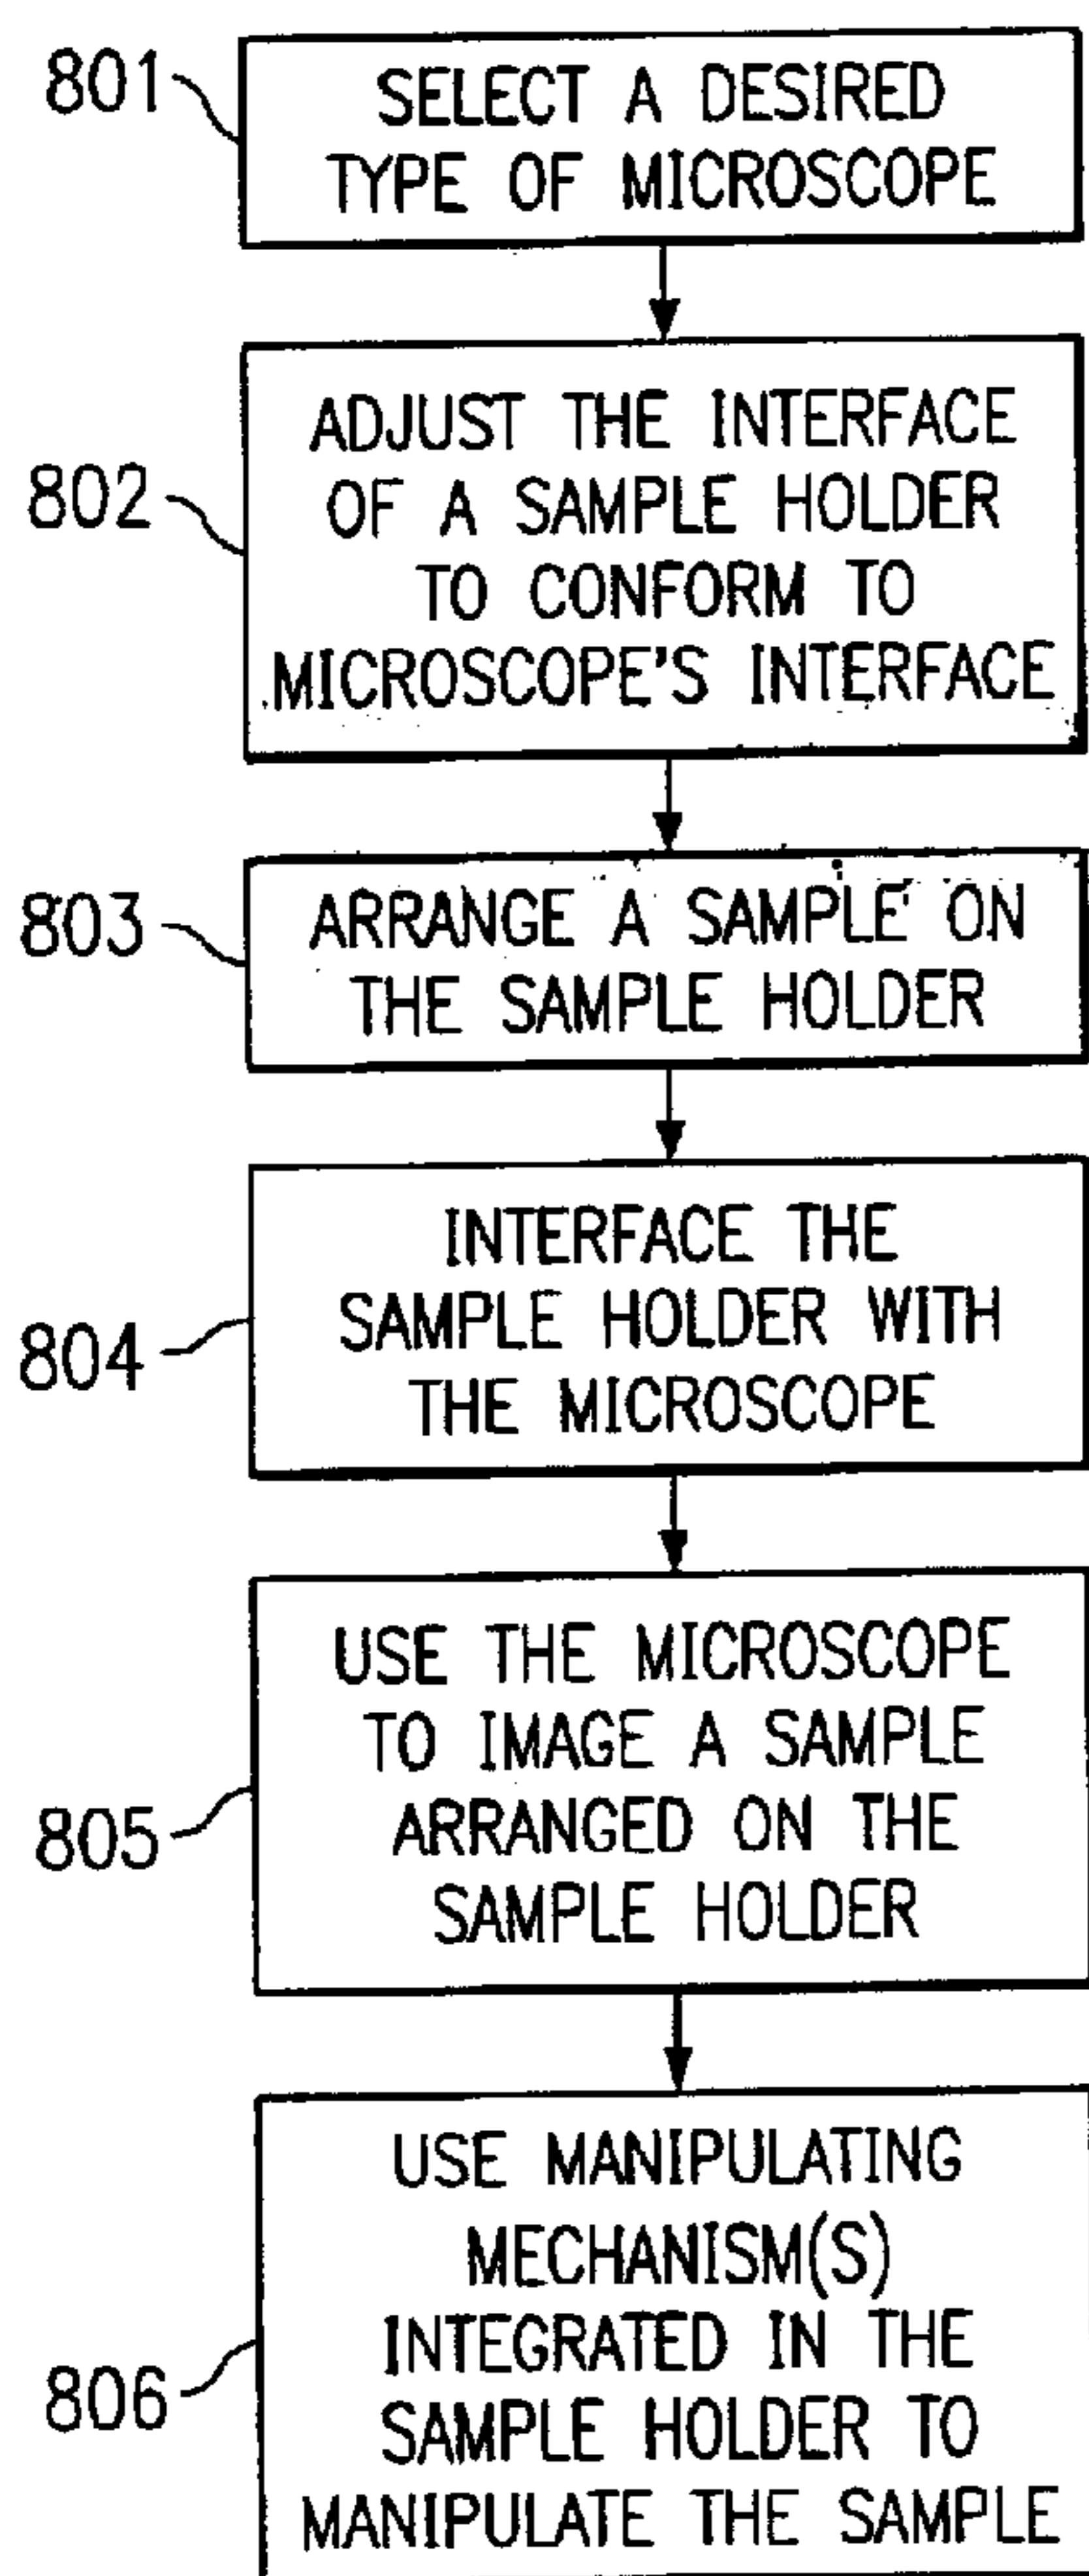 801
SELECT A DESIRED
TYPE OF MICROSCOPE
802
ADJUST THE INTERFACE
OF A SAMPLE HOLDER
TO CONFORM TO
MICROSCOPE'S INTERFACE
803
ARRANGE A SAMPLE ON
THE SAMPLE HOLDER
804
INTERFACE THE
SAMPLE HOLDER WITH
THE MICROSCOPE
805
USE THE MICROSCOPE
TO IMAGE A SAMPLE
ARRANGED ON THE
SAMPLE HOLDER
806
USE MANIPULATING
MECHANISM(S)
INTEGRATED IN THE
SAMPLE HOLDER TO
MANIPULATE THE SAMPLE